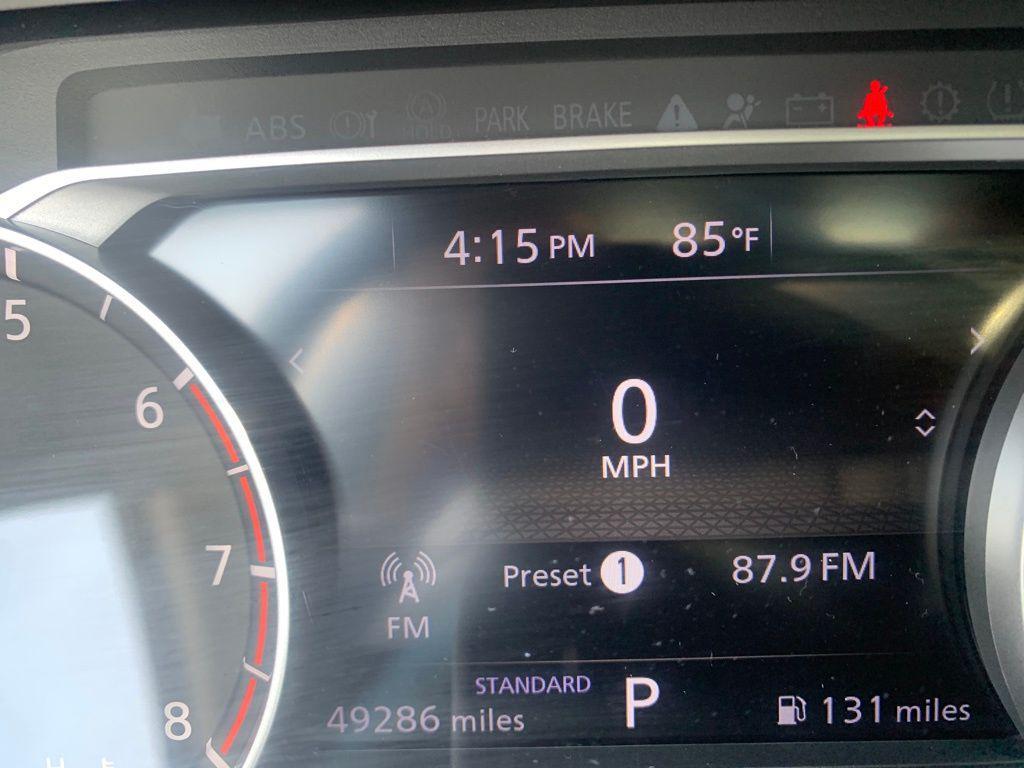 ABS HOLD PARK BRAKE
4:15 PM 85°F
5
6
0
MPH
7
Preset 1 87.9 FM
FM
STANDARD
8
49286 miles P 131 miles